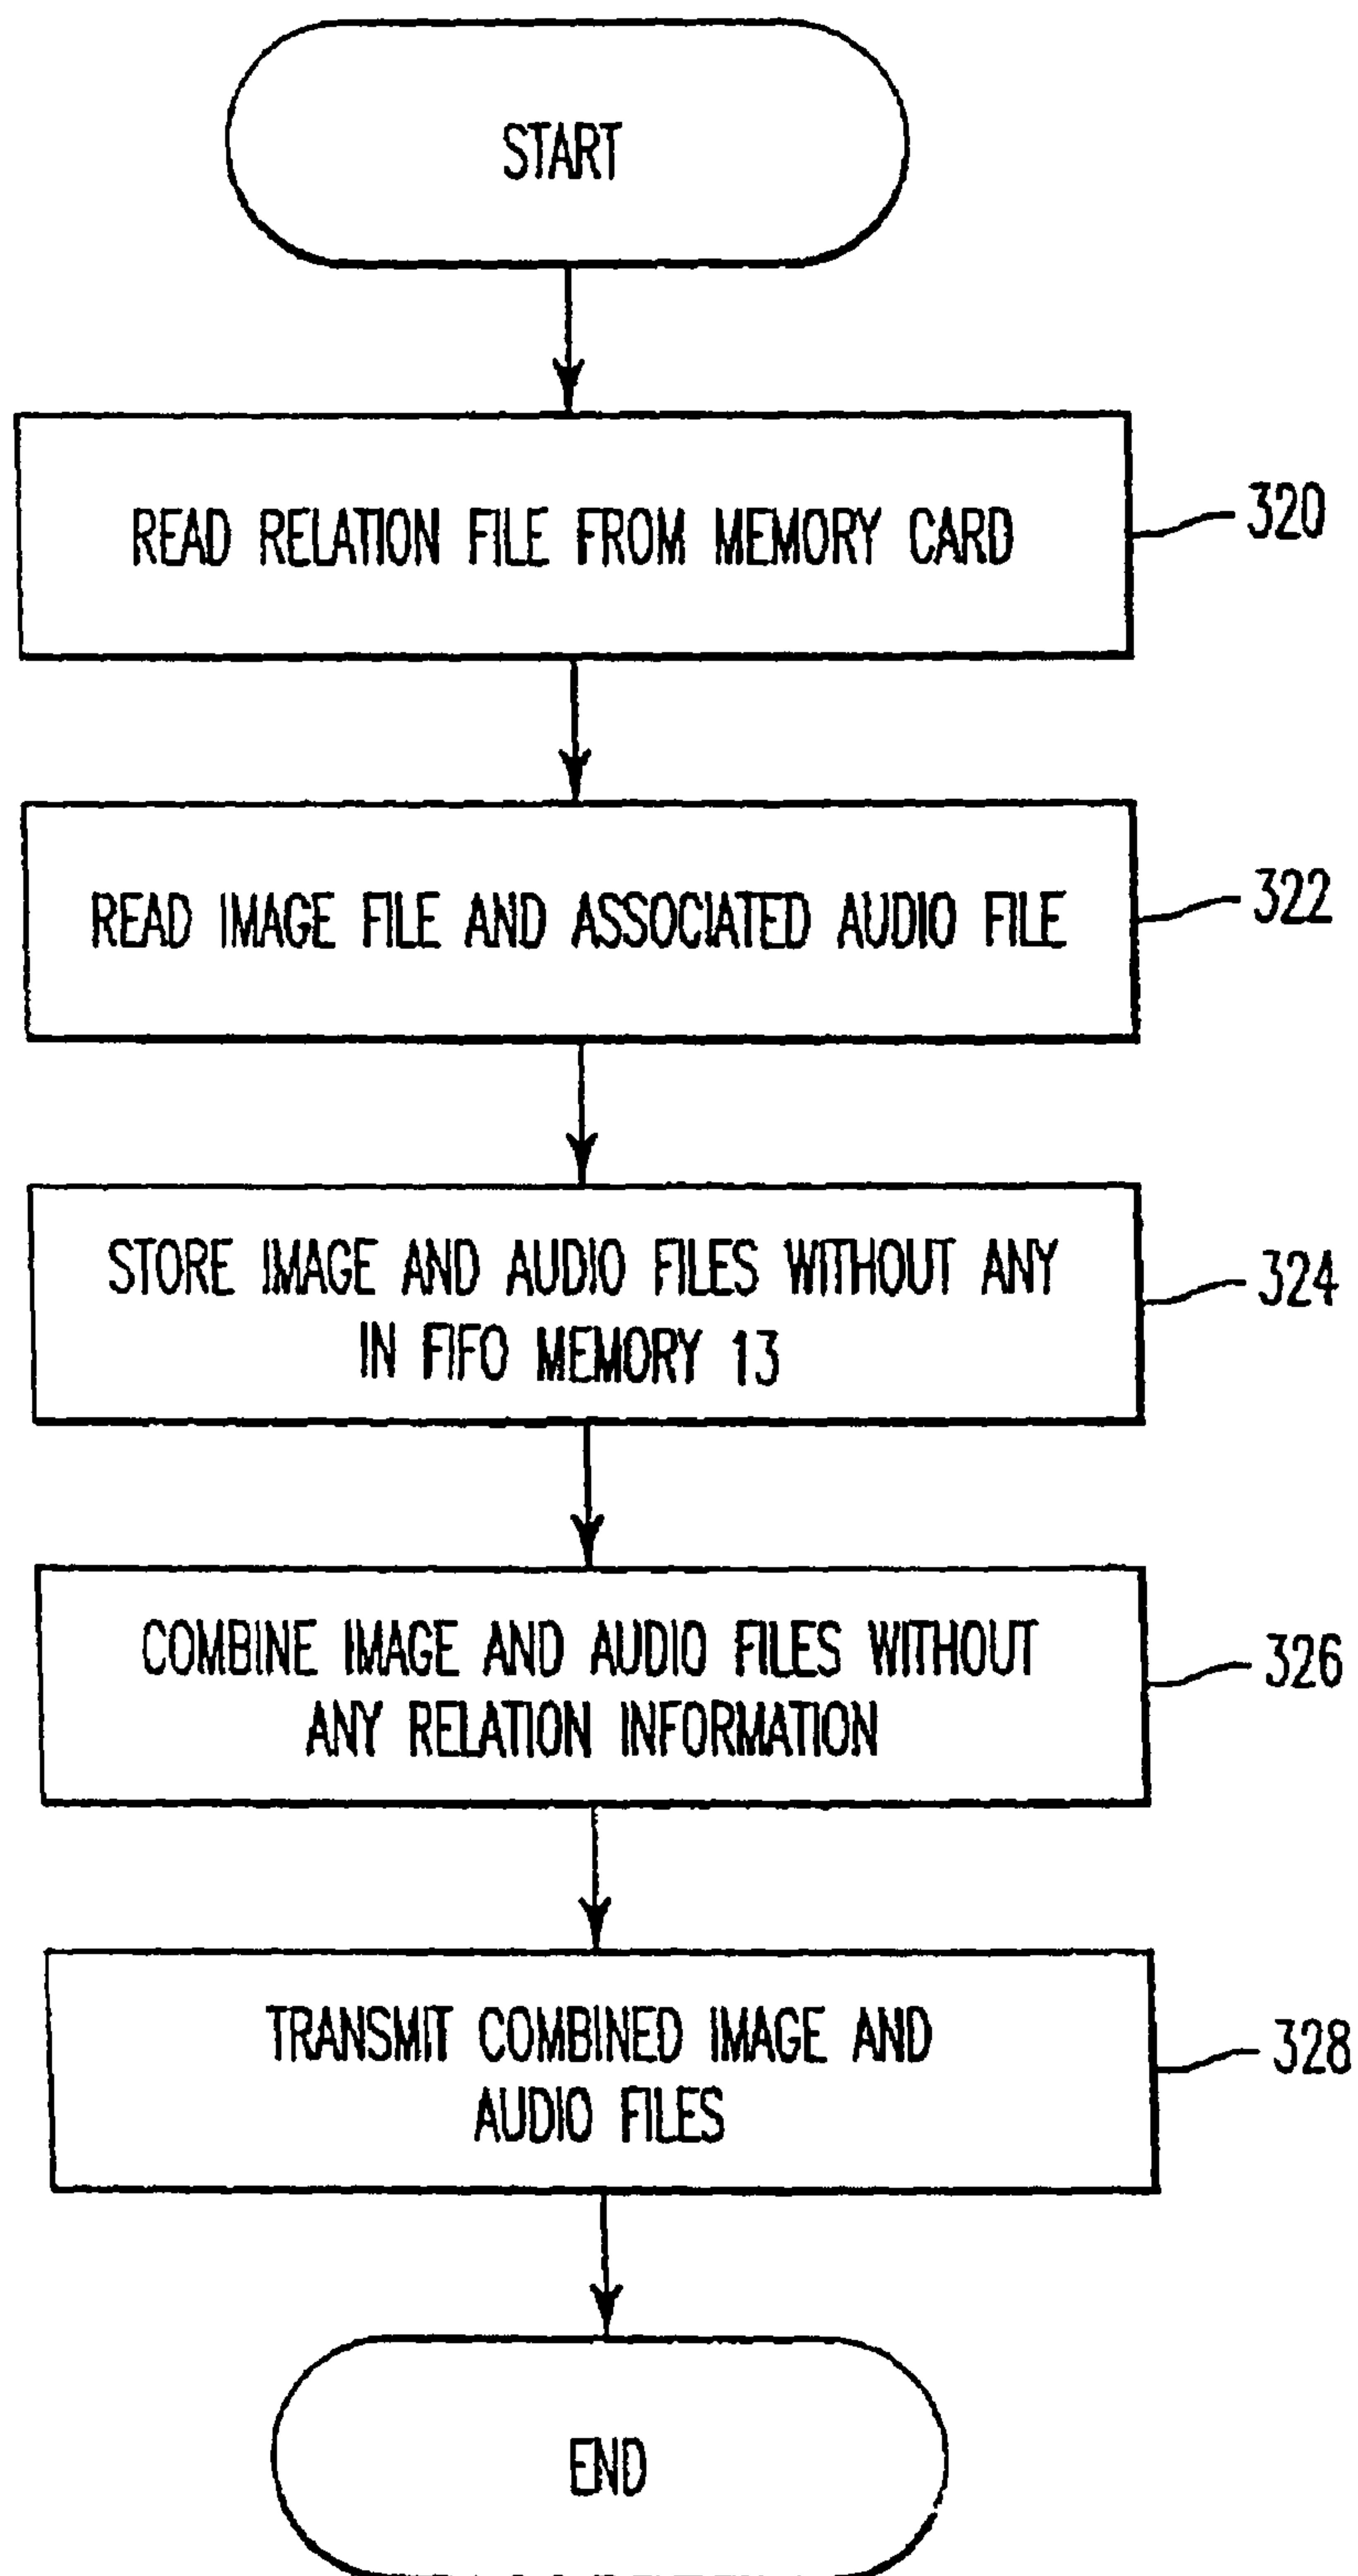 START
READ RELATION FILE FROM MEMORY CARD
320
READ IMAGE FILE AND ASSOCIATED AUDIO FILE
322
STORE IMAGE AND AUDIO FILES WITHOUT ANY
IN FIFO MEMORY 13
324
COMBINE IMAGE AND AUDIO FILES WITHOUT
ANY RELATION INFORMATION
326
TRANSMIT COMBINED IMAGE AND
AUDIO FILES
328
END